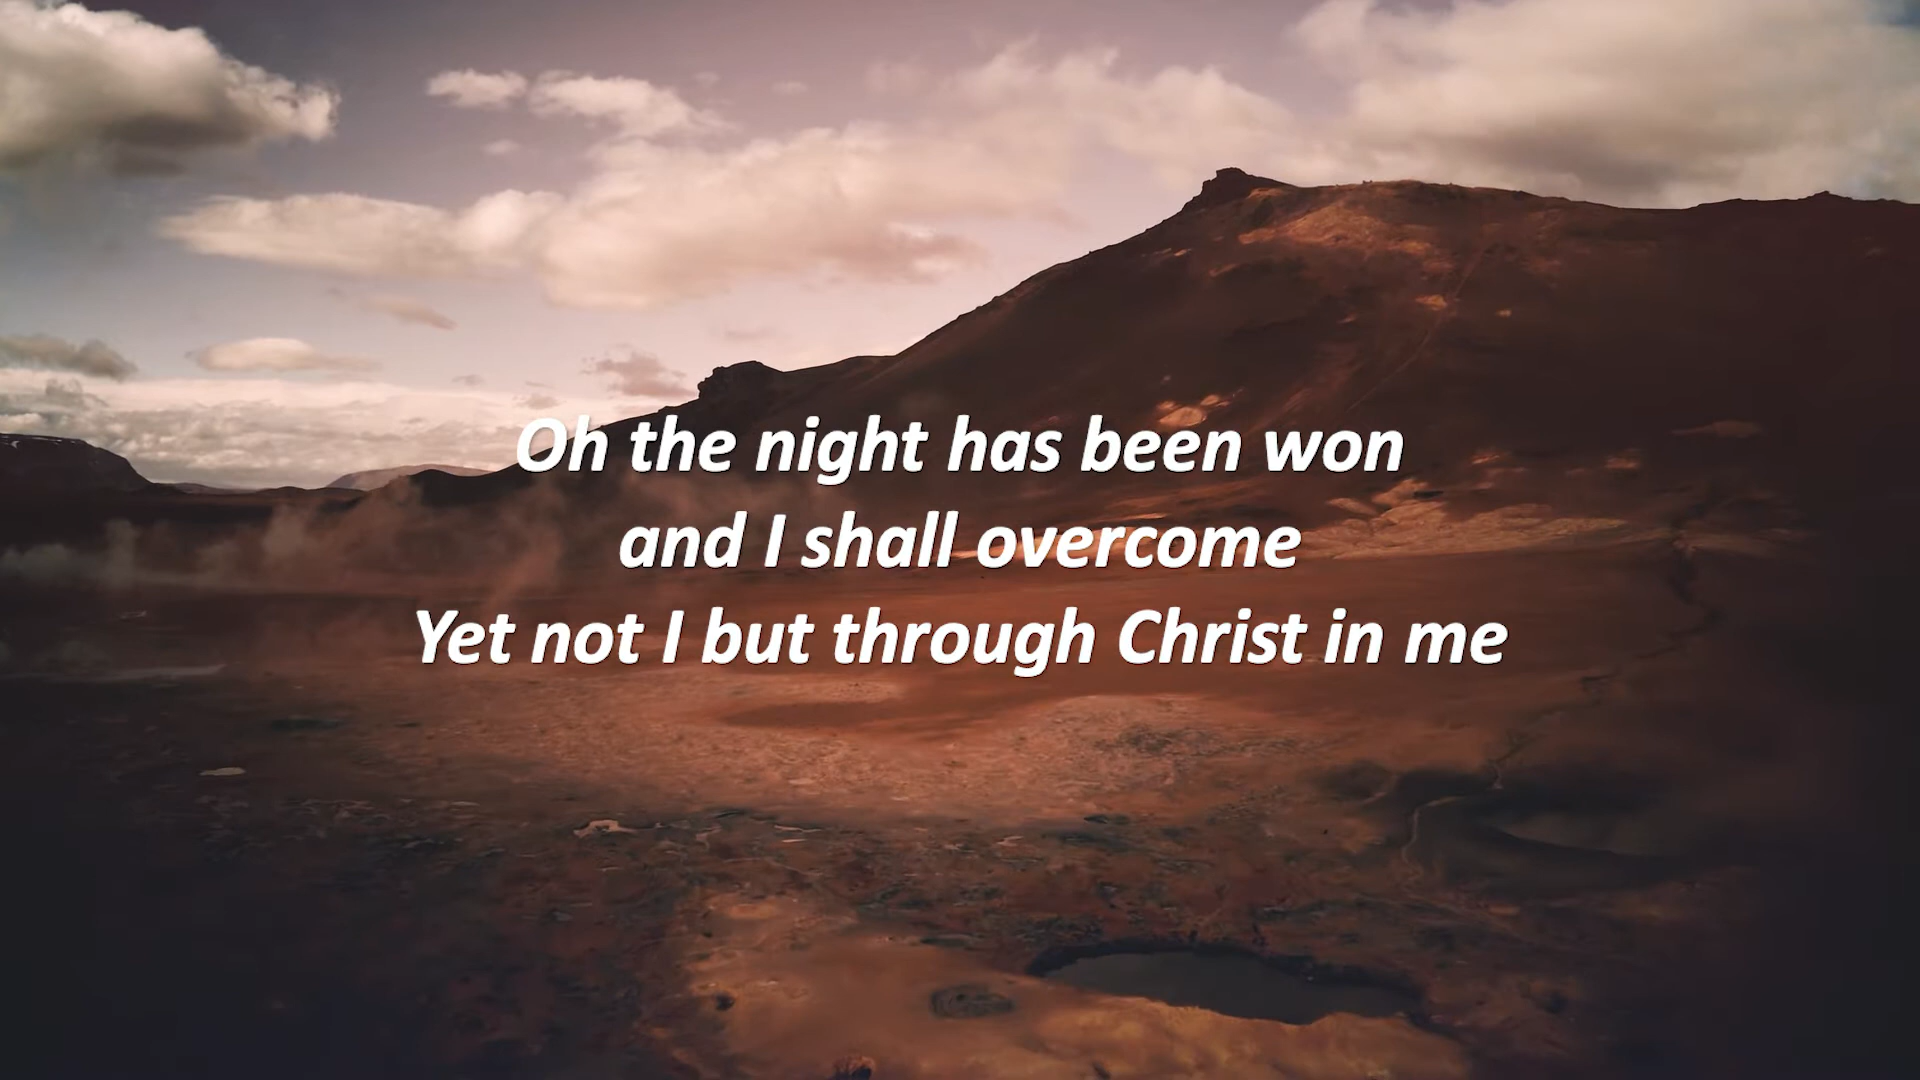 Oh the night has been won
and I shall overcome
Yet not I but through Christ in me